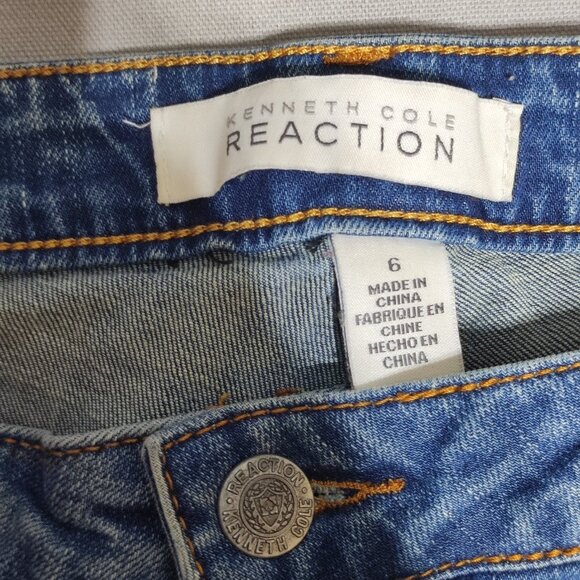 KENNETH COLE
REACTION
6
MADE IN
CHINA
FABRIQUE EN
CHINE
HECHO EN
CHINA
REACTION
KENNETH COLE